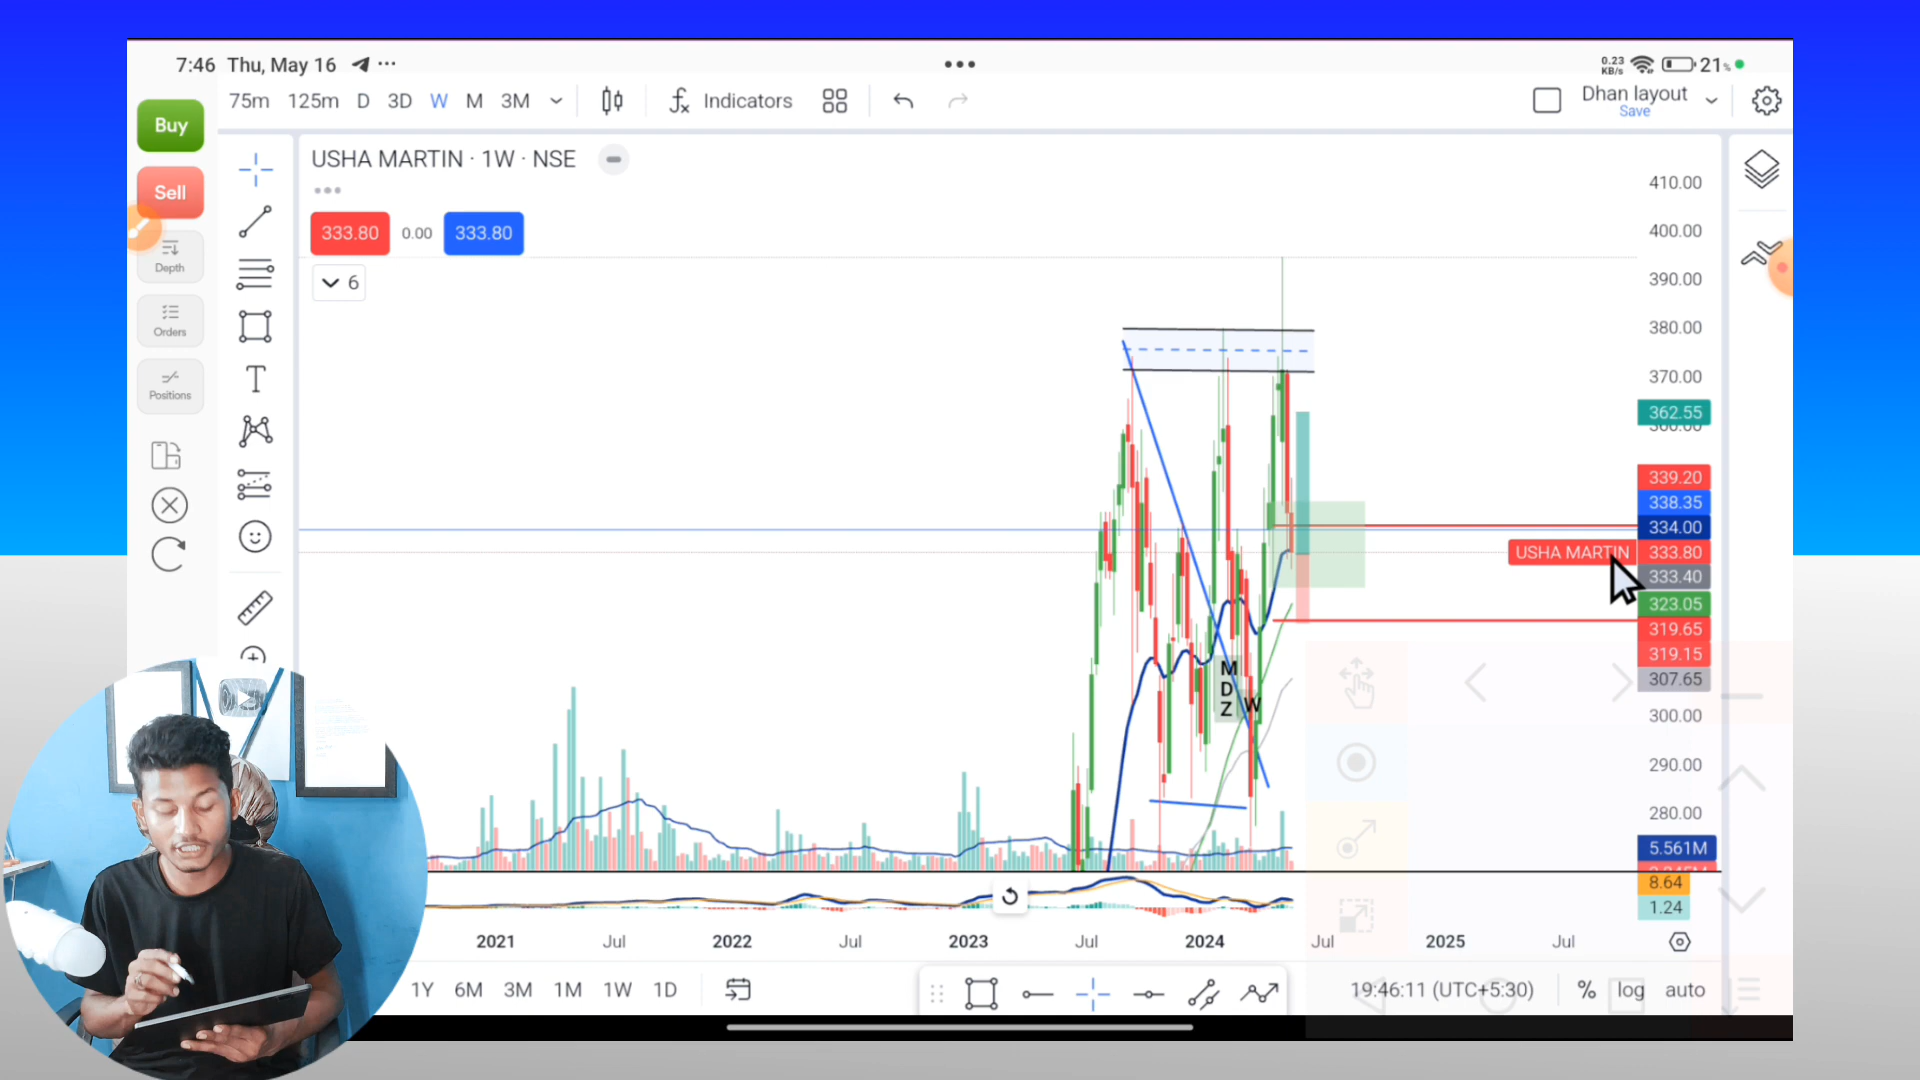 7:46 Thu, May 16
0.23 KB/s 21%
75m 125m D 3D W M 3M Indicators Dhan layout
Save
Buy
Sell
Depth
Orders
Positions
USHA MARTIN · 1W · NSE
333.80 0.00 333.80
6
T
410.00
400.00
390.00
380.00
370.00
362.55
360.00
339.20
338.35
334.00
USHA MARTIN 333.80
333.40
323.05
319.65
319.15
307.65
300.00
290.00
280.00
5.561M
8.64
1.24
M
D
Z
W
2021 Jul 2022 Jul 2023 Jul 2024 Jul 2025 Jul
1Y 6M 3M 1M 1W 1D
19:46:11 (UTC+5:30) % log auto